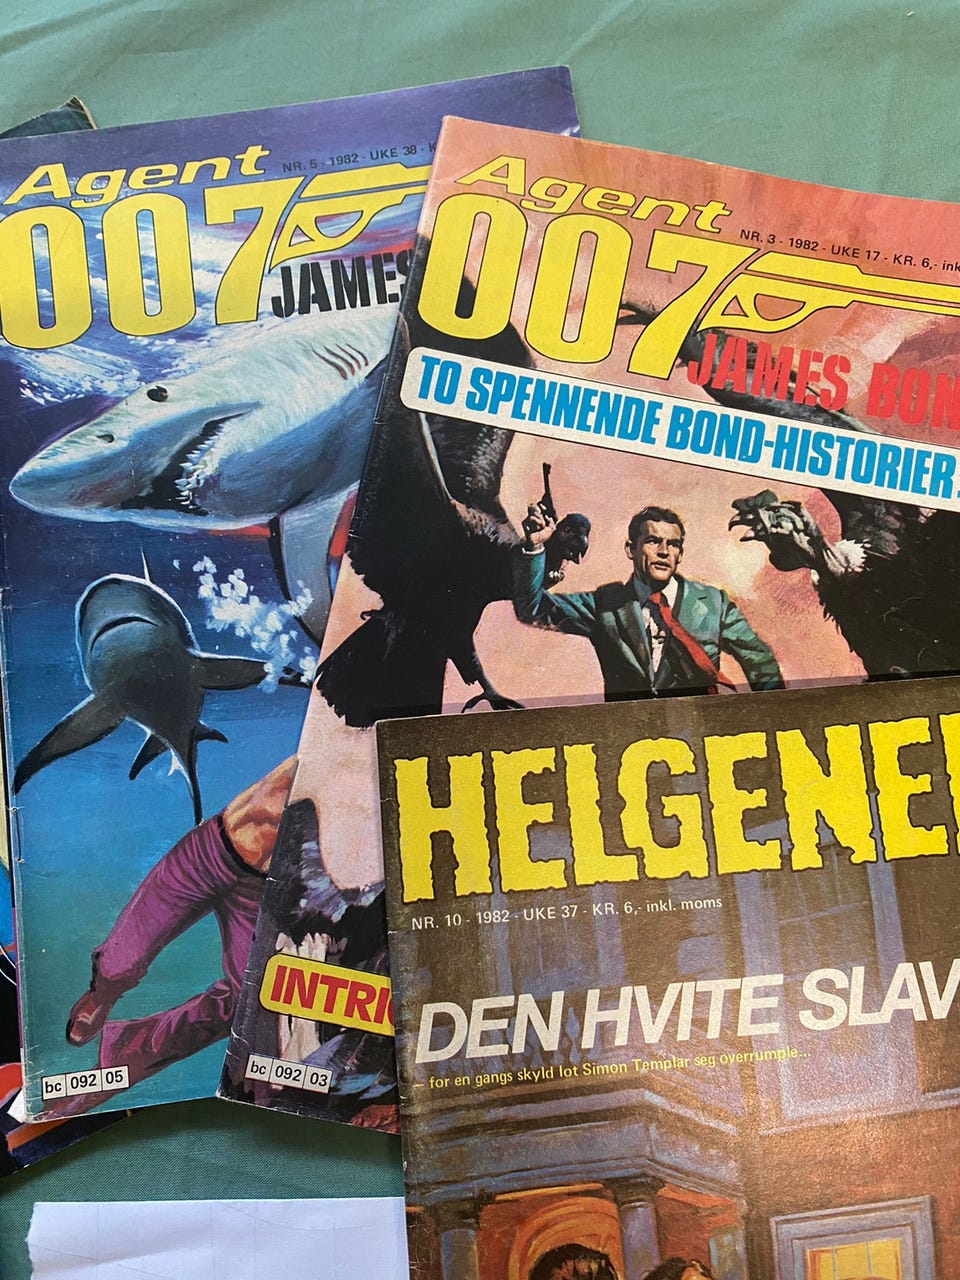 Agent
NR. 5 - 1982 - UKE 38 - K
007
JAMES
bc 092 05
Agent
NR. 3 - 1982 - UKE 17 - KR. 6,- ink
007
JAMES BON
TO SPENNENDE BOND-HISTORIER
INTRI
bc 092 03
HELGENE
NR. 10 - 1982 - UKE 37 - KR. 6,- inkl. moms
DEN HVITE SLAV
– for en gangs skyld lot Simon Templar seg overrumple...